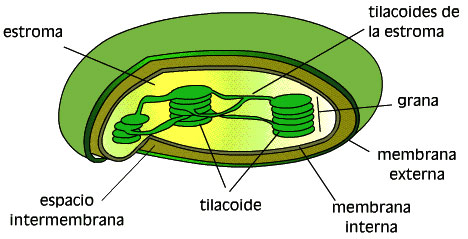 tilacoides de
la estroma
estroma
grana
membrana
externa
espacio
intermembrana
tilacoide
membrana
interna